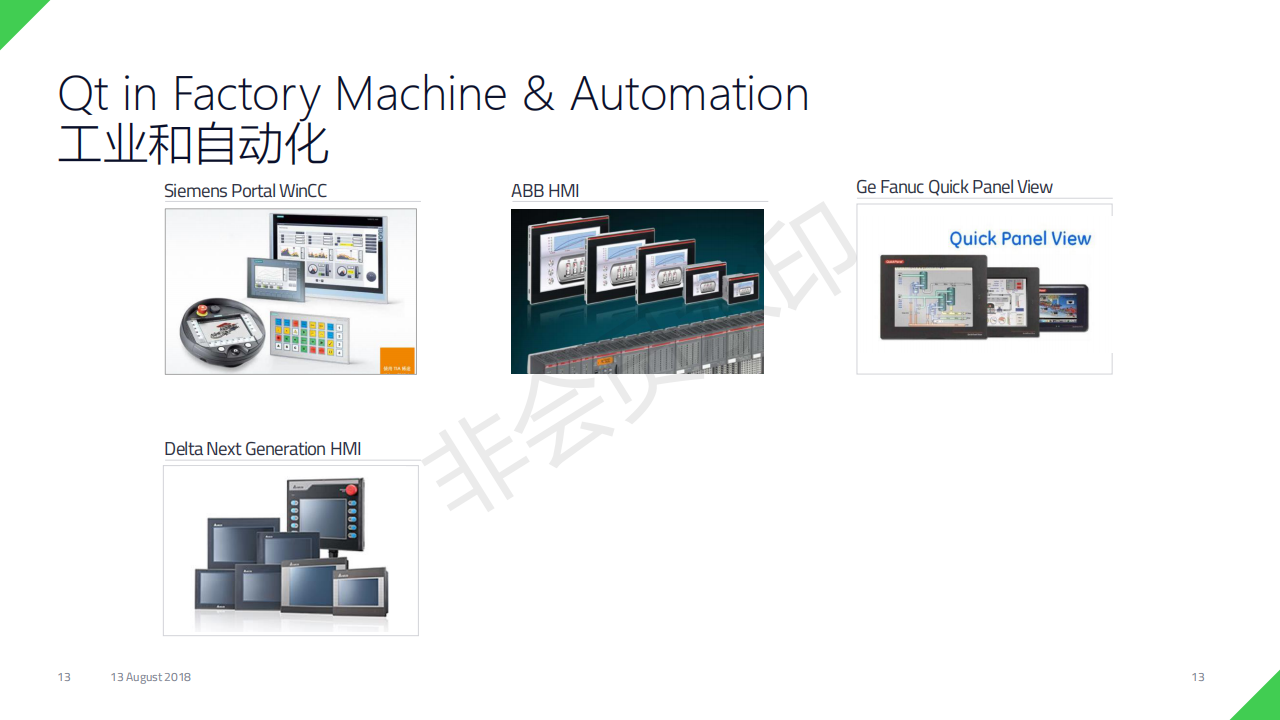 Qt in Factory Machine & Automation
工业和自动化
Siemens Portal WinCC
ABB HMI
Ge Fanuc Quick Panel View
Quick Panel View
Delta Next Generation HMI
13
13 August 2018
13